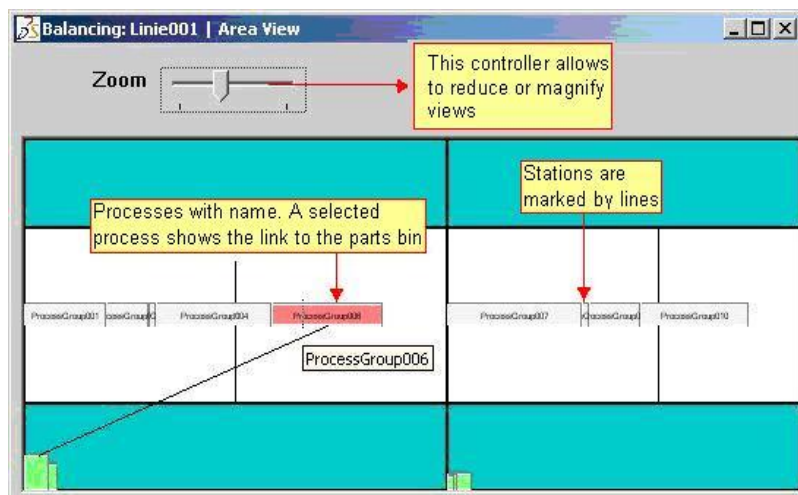 Balancing: Linie001 | Area View
Zoom
This controller allows
to reduce or magnify
views
Stations are
marked by lines
Processes with name. A selected
process shows the link to the parts bin
ProcessGroup001
ProcessGroup004
ProcessGroup006
ProcessGroup007
ProcessGroup010
ProcessGroup006